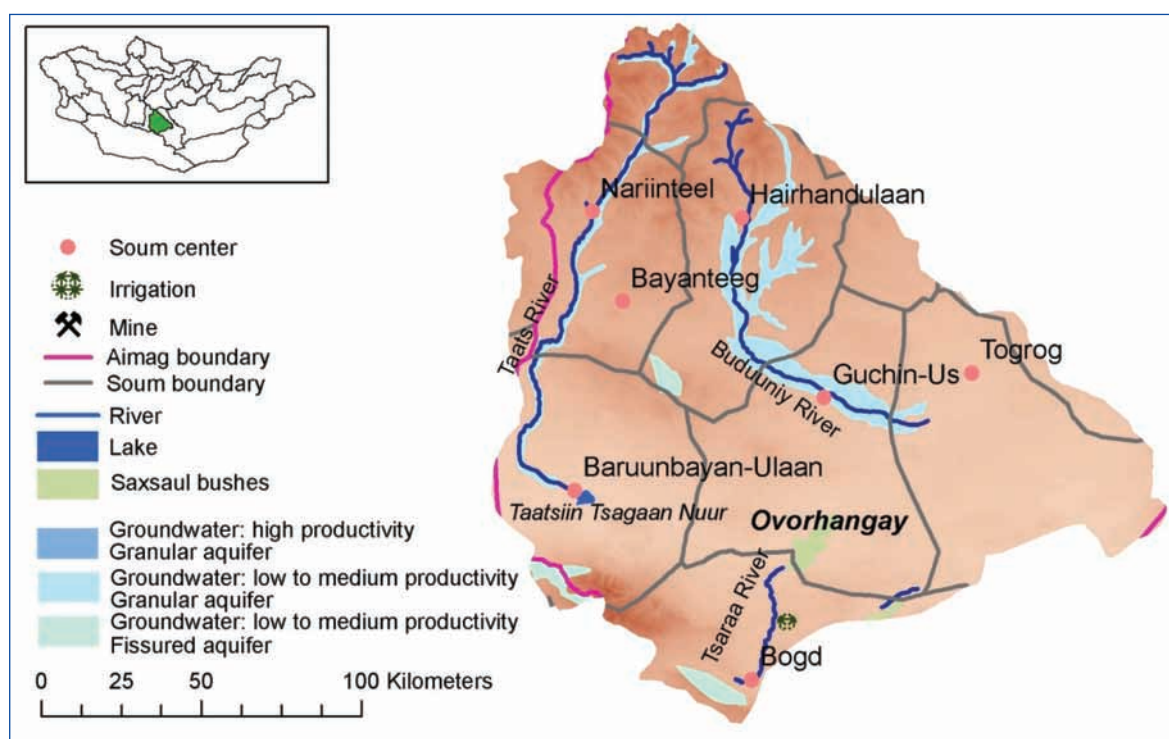 Soum center
Irrigation
Mine
Aimag boundary
Soum boundary
River
Lake
Saxsaul bushes
Groundwater: high productivity
Granular aquifer
Groundwater: low to medium productivity
Granular aquifer
Groundwater: low to medium productivity
Fissured aquifer
0 25 50 100 Kilometers
Nariinteel
Hairhandulaan
Bayanteeg
Taats River
Togrog
Guchin-Us
Buduuniy River
Baruunbayan-Ulaan
Taatsiin Tsagaan Nuur
Ovorhangay
Tsaraa River
Bogd